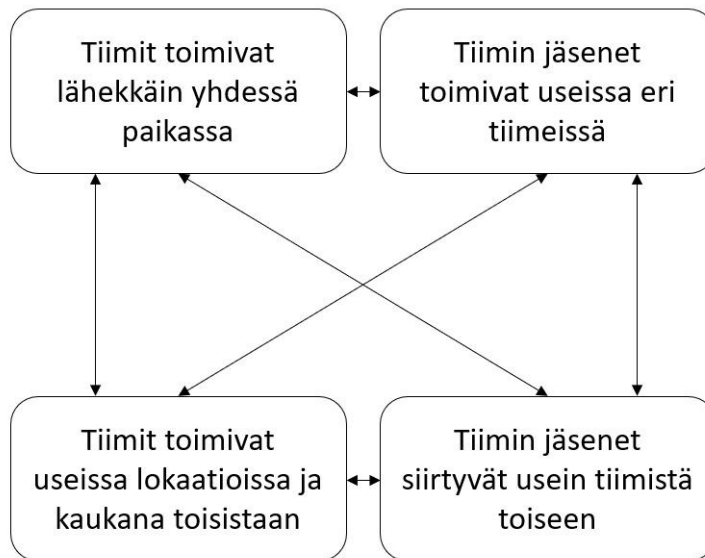 Tiimit toimivat
lähekkäin yhdessä
paikassa
Tiimin jäsenet
toimivat useissa eri
tiimeissä
Tiimit toimivat
useissa lokaatioissa ja
kaukana toisistaan
Tiimin jäsenet
siirtyvät usein tiimistä
toiseen